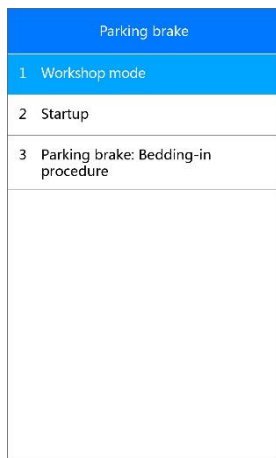 Parking brake
1 Workshop mode
2 Startup
3 Parking brake: Bedding-in
procedure